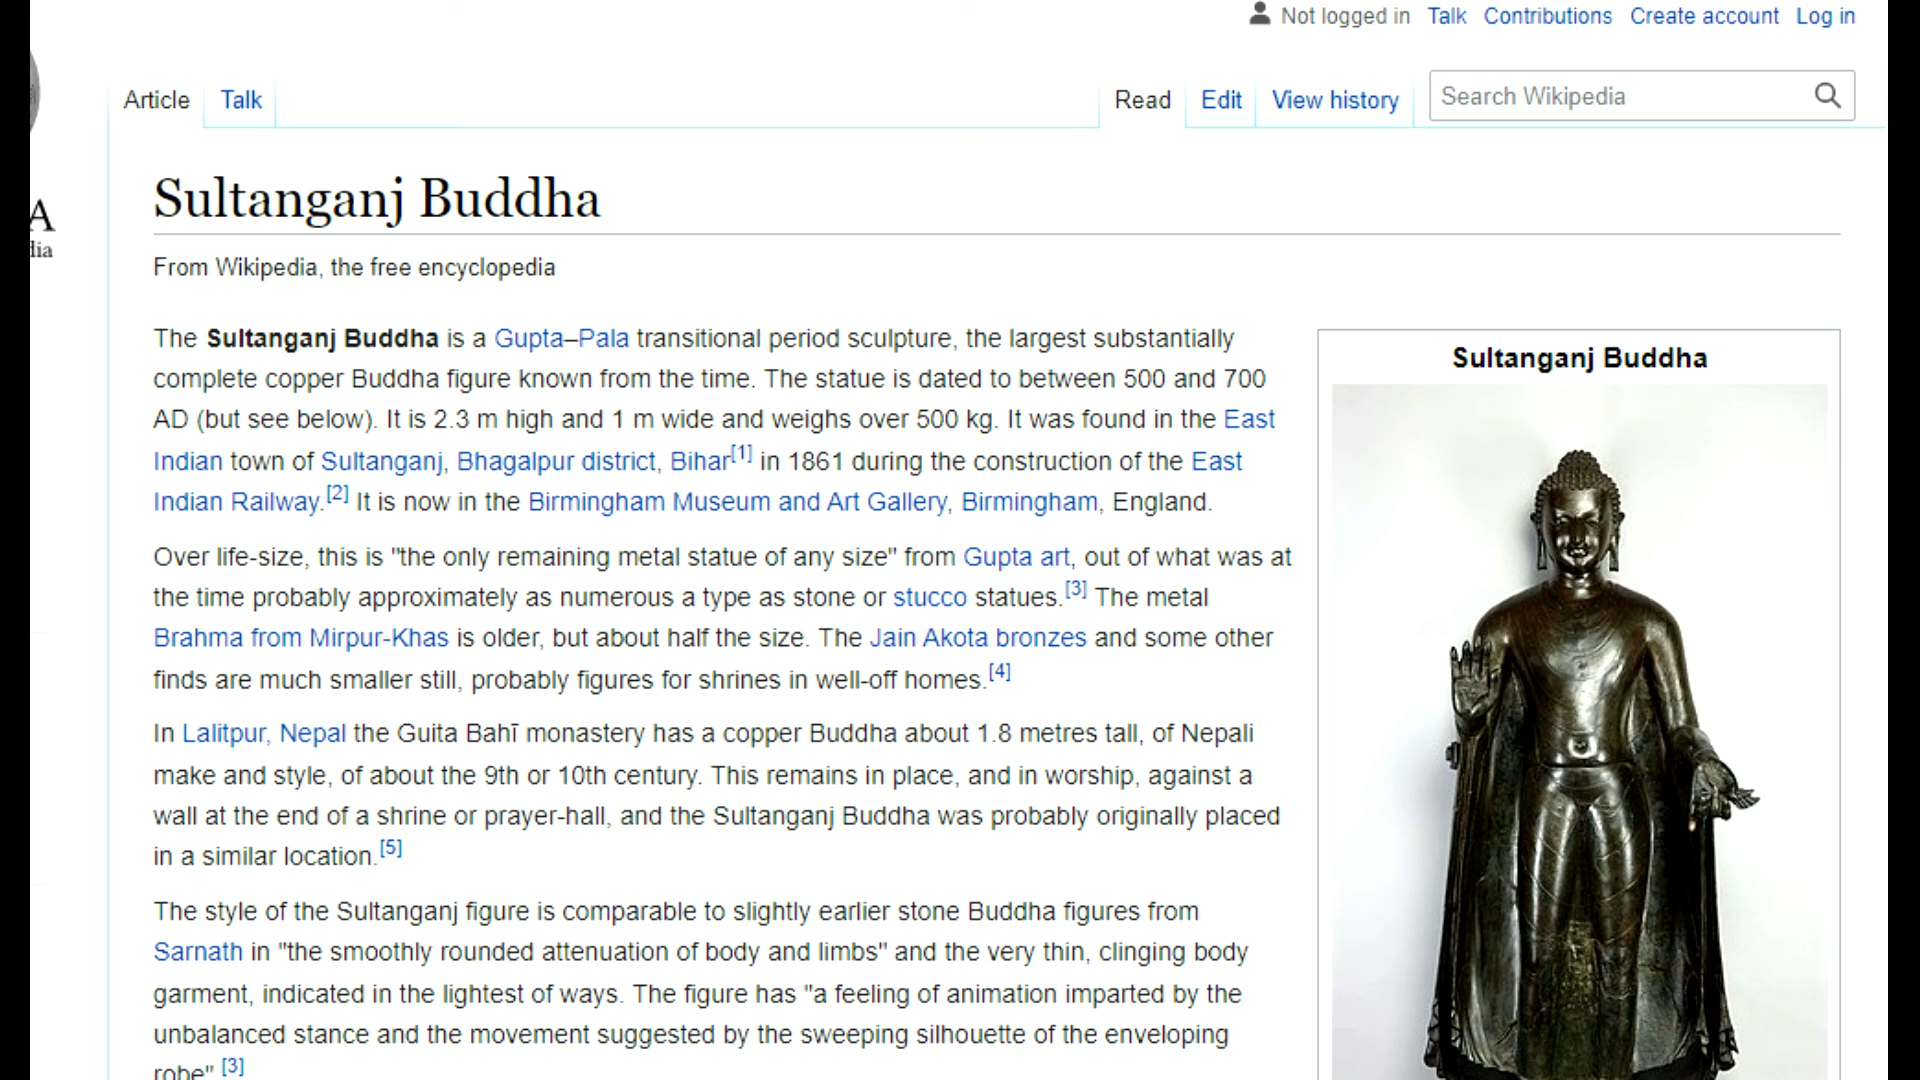 Not logged in Talk Contributions Create account Log in
Article Talk Read Edit View history Search Wikipedia
A
dia
Sultanganj Buddha
From Wikipedia, the free encyclopedia
The Sultanganj Buddha is a Gupta–Pala transitional period sculpture, the largest substantially
complete copper Buddha figure known from the time. The statue is dated to between 500 and 700
AD (but see below). It is 2.3 m high and 1 m wide and weighs over 500 kg. It was found in the East
Indian town of Sultanganj, Bhagalpur district, Bihar[1] in 1861 during the construction of the East
Indian Railway.[2] It is now in the Birmingham Museum and Art Gallery, Birmingham, England.
Over life-size, this is "the only remaining metal statue of any size" from Gupta art, out of what was at
the time probably approximately as numerous a type as stone or stucco statues.[3] The metal
Brahma from Mirpur-Khas is older, but about half the size. The Jain Akota bronzes and some other
finds are much smaller still, probably figures for shrines in well-off homes.[4]
In Lalitpur, Nepal the Guita Bahī monastery has a copper Buddha about 1.8 metres tall, of Nepali
make and style, of about the 9th or 10th century. This remains in place, and in worship, against a
wall at the end of a shrine or prayer-hall, and the Sultanganj Buddha was probably originally placed
in a similar location.[5]
The style of the Sultanganj figure is comparable to slightly earlier stone Buddha figures from
Sarnath in "the smoothly rounded attenuation of body and limbs" and the very thin, clinging body
garment, indicated in the lightest of ways. The figure has "a feeling of animation imparted by the
unbalanced stance and the movement suggested by the sweeping silhouette of the enveloping
robe".[3]
Sultanganj Buddha